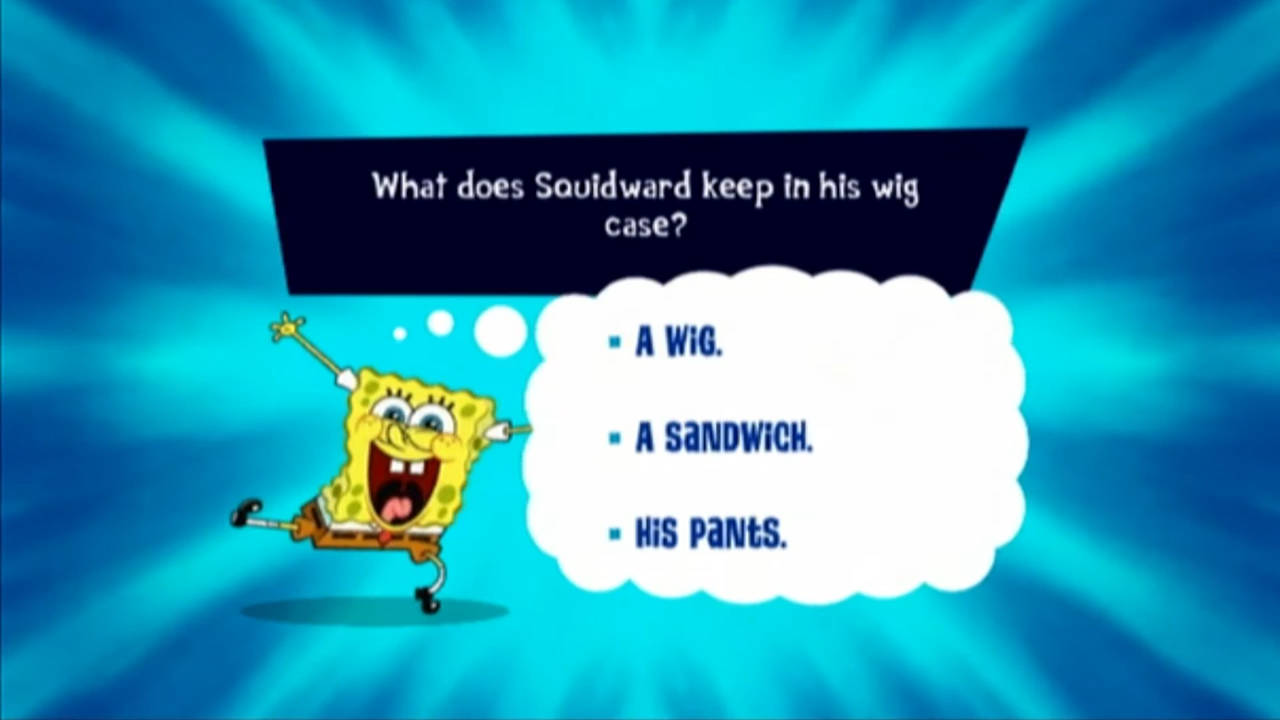 What does Squidward keep in his wig
case?
▪ A WiG.
▪ A SaNDWiCH.
▪ HiS PaNtS.